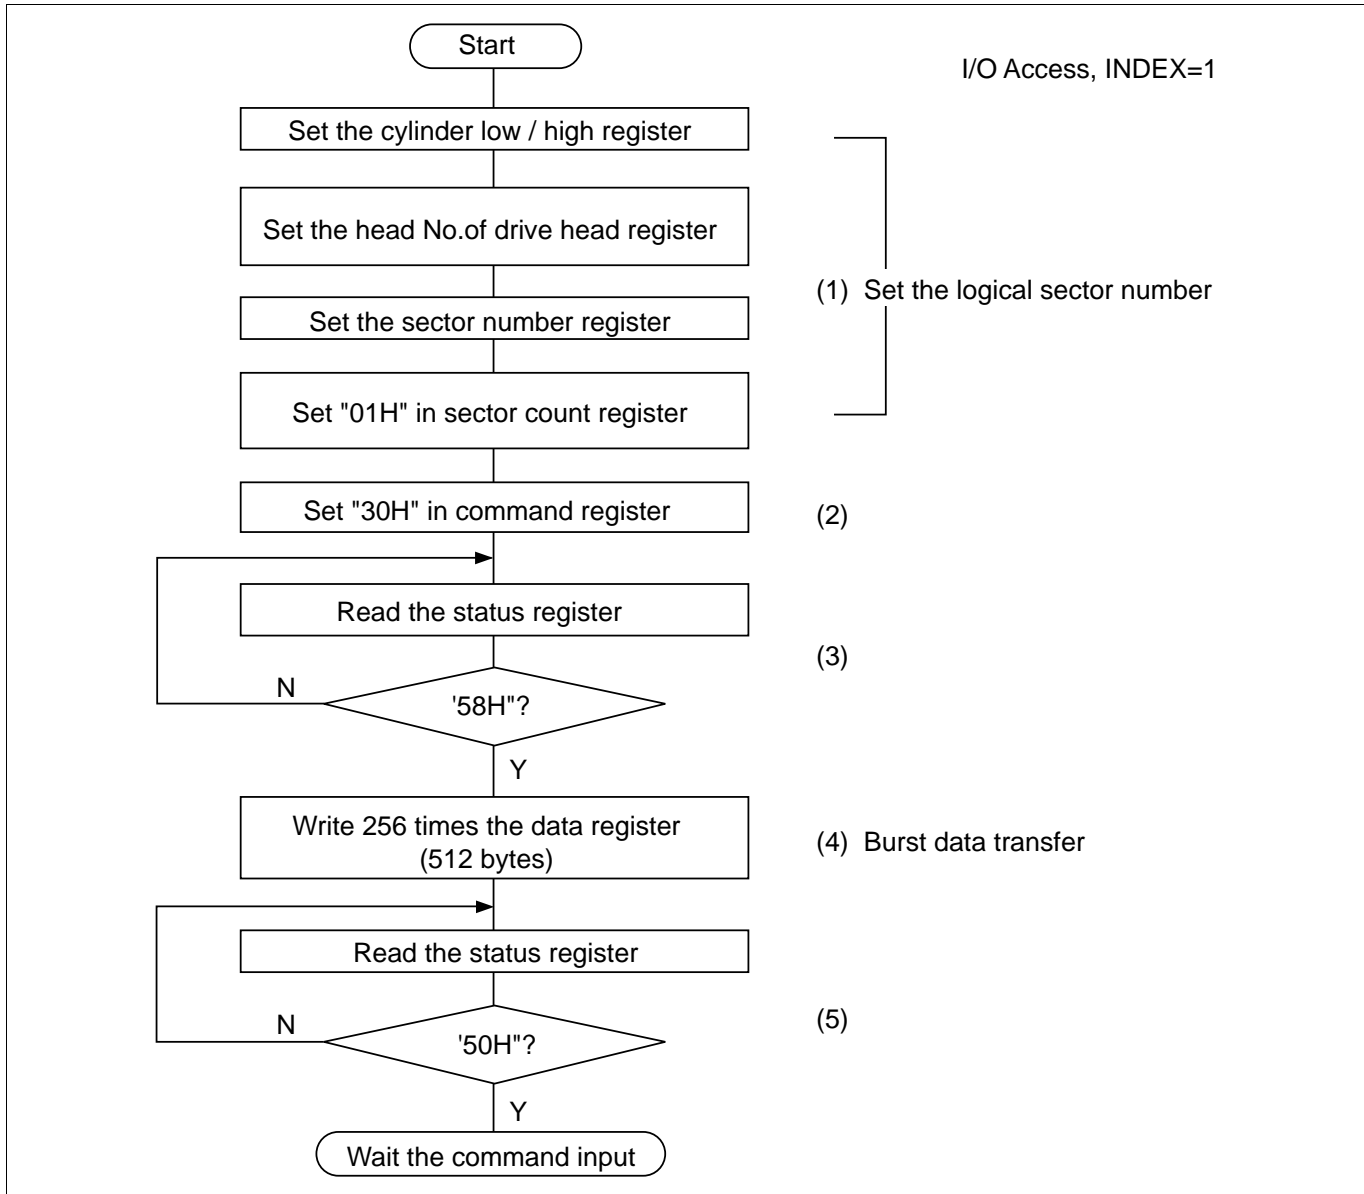 Start
I/O Access, INDEX=1
Set the cylinder low / high register
Set the head No.of drive head register
(1) Set the logical sector number
Set the sector number register
Set "01H" in sector count register
Set "30H" in command register
(2)
Read the status register
(3)
N
'58H"?
Y
Write 256 times the data register
(512 bytes)
(4) Burst data transfer
Read the status register
(5)
N
'50H"?
Y
Wait the command input